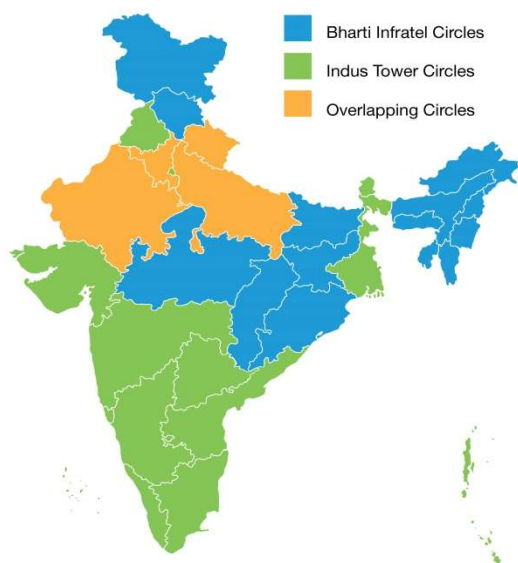 Bharti Infratel Circles
Indus Tower Circles
Overlapping Circles